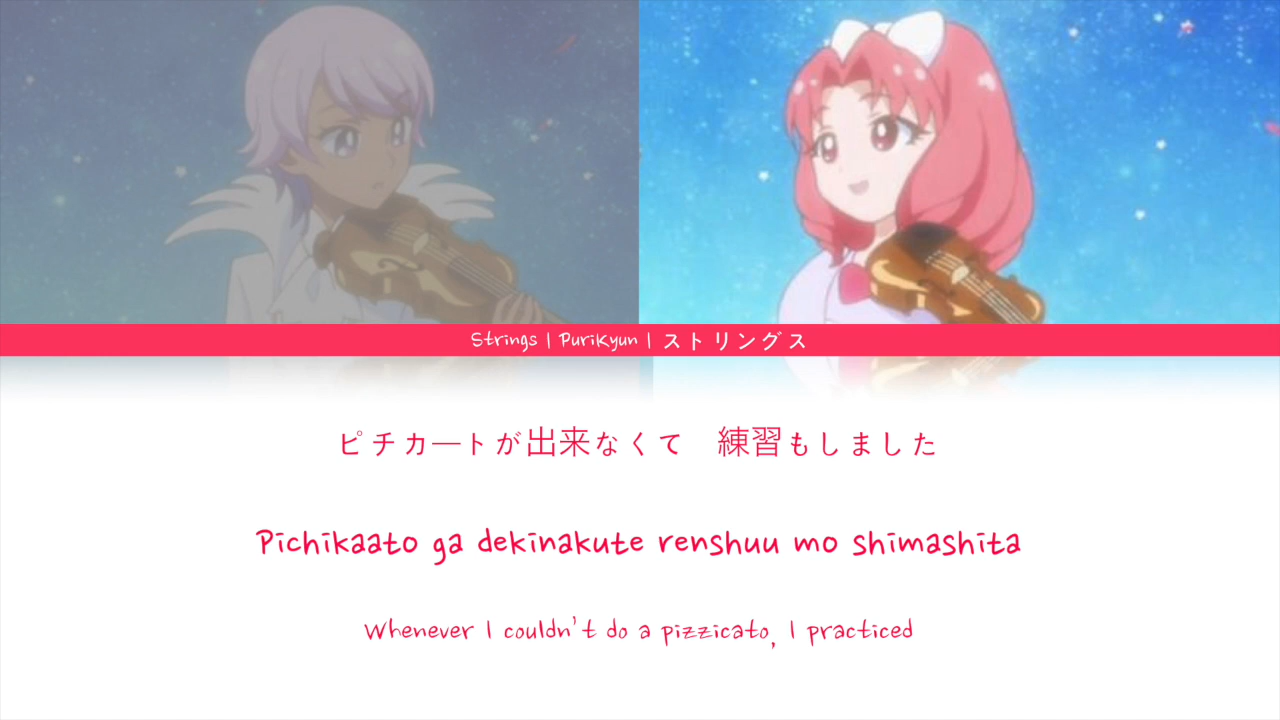 Strings | PuriKyun | ストリングス
ピチカートが出来なくて　練習もしました
Pichikaato ga dekinakute renshuu mo shimashita
Whenever I couldn't do a pizzicato, I practiced